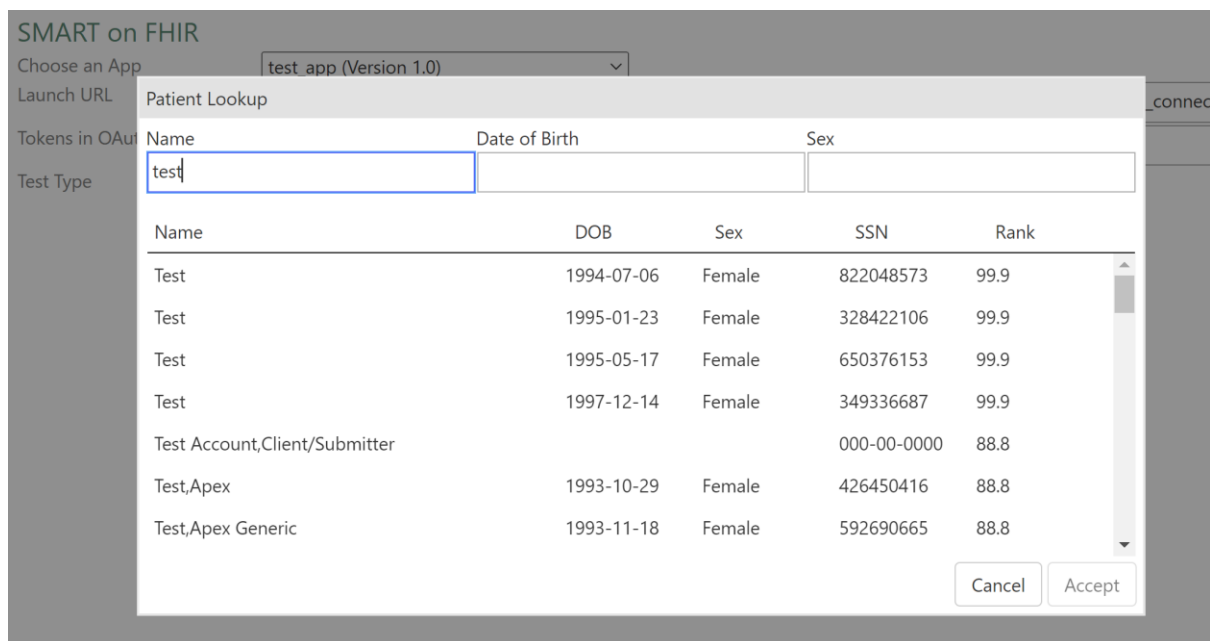 SMART on FHIR
Choose an App test_app (Version 1.0)
Launch URL _connec
Tokens in OAut
Test Type
Patient Lookup
Name Date of Birth Sex
test
Name DOB Sex SSN Rank
Test 1994-07-06 Female 822048573 99.9
Test 1995-01-23 Female 328422106 99.9
Test 1995-05-17 Female 650376153 99.9
Test 1997-12-14 Female 349336687 99.9
Test Account,Client/Submitter 000-00-0000 88.8
Test,Apex 1993-10-29 Female 426450416 88.8
Test,Apex Generic 1993-11-18 Female 592690665 88.8
Cancel Accept